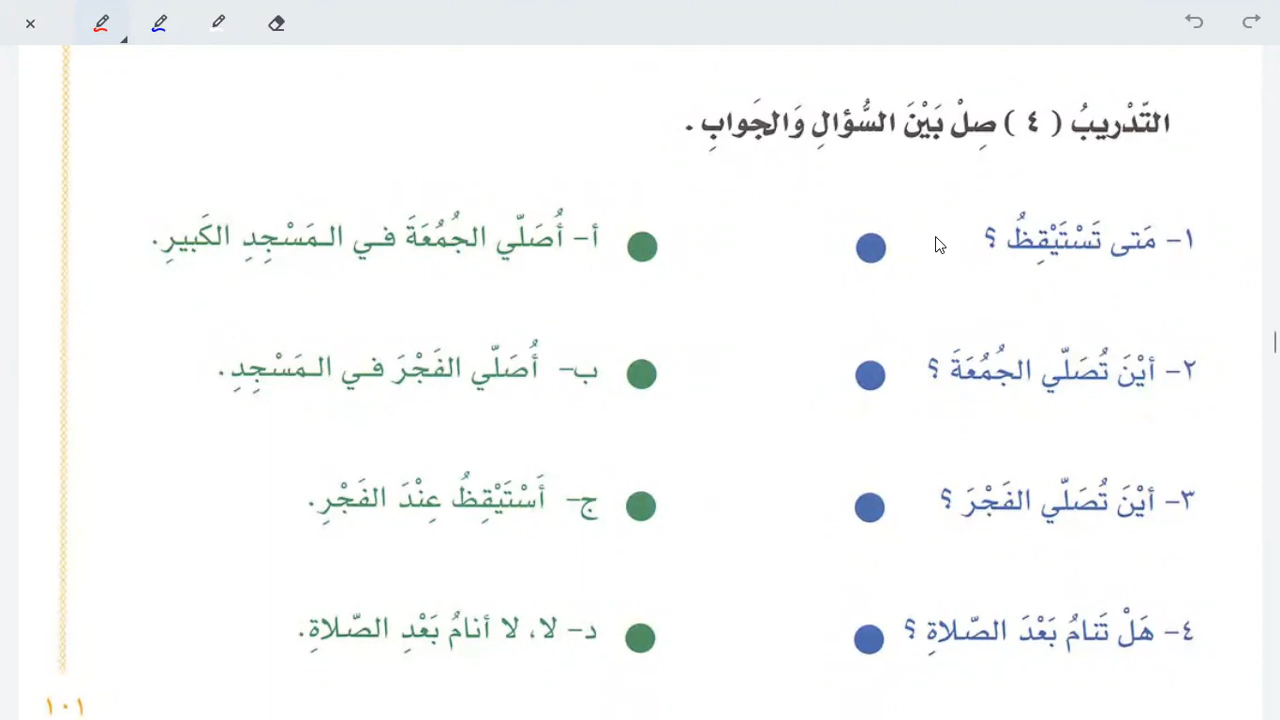 التّدْريبُ ( ٤ ) صِلْ بَيْنَ السُّؤالِ وَالجَوابِ .
١- مَتى تَسْتَيْقِظُ ؟
أ- أُصَلّي الجُمُعَةَ في المَسْجِدِ الكَبيرِ.
٢- أيْنَ تُصَلّي الجُمُعَةَ ؟
ب- أُصَلّي الفَجْرَ في المَسْجِدِ.
٣- أيْنَ تُصَلّي الفَجْرَ ؟
ج- أَسْتَيْقِظُ عِنْدَ الفَجْرِ.
٤- هَلْ تَنامُ بَعْدَ الصّلاةِ ؟
د- لا، لا أنامُ بَعْدِ الصّلاةِ.
١٠١